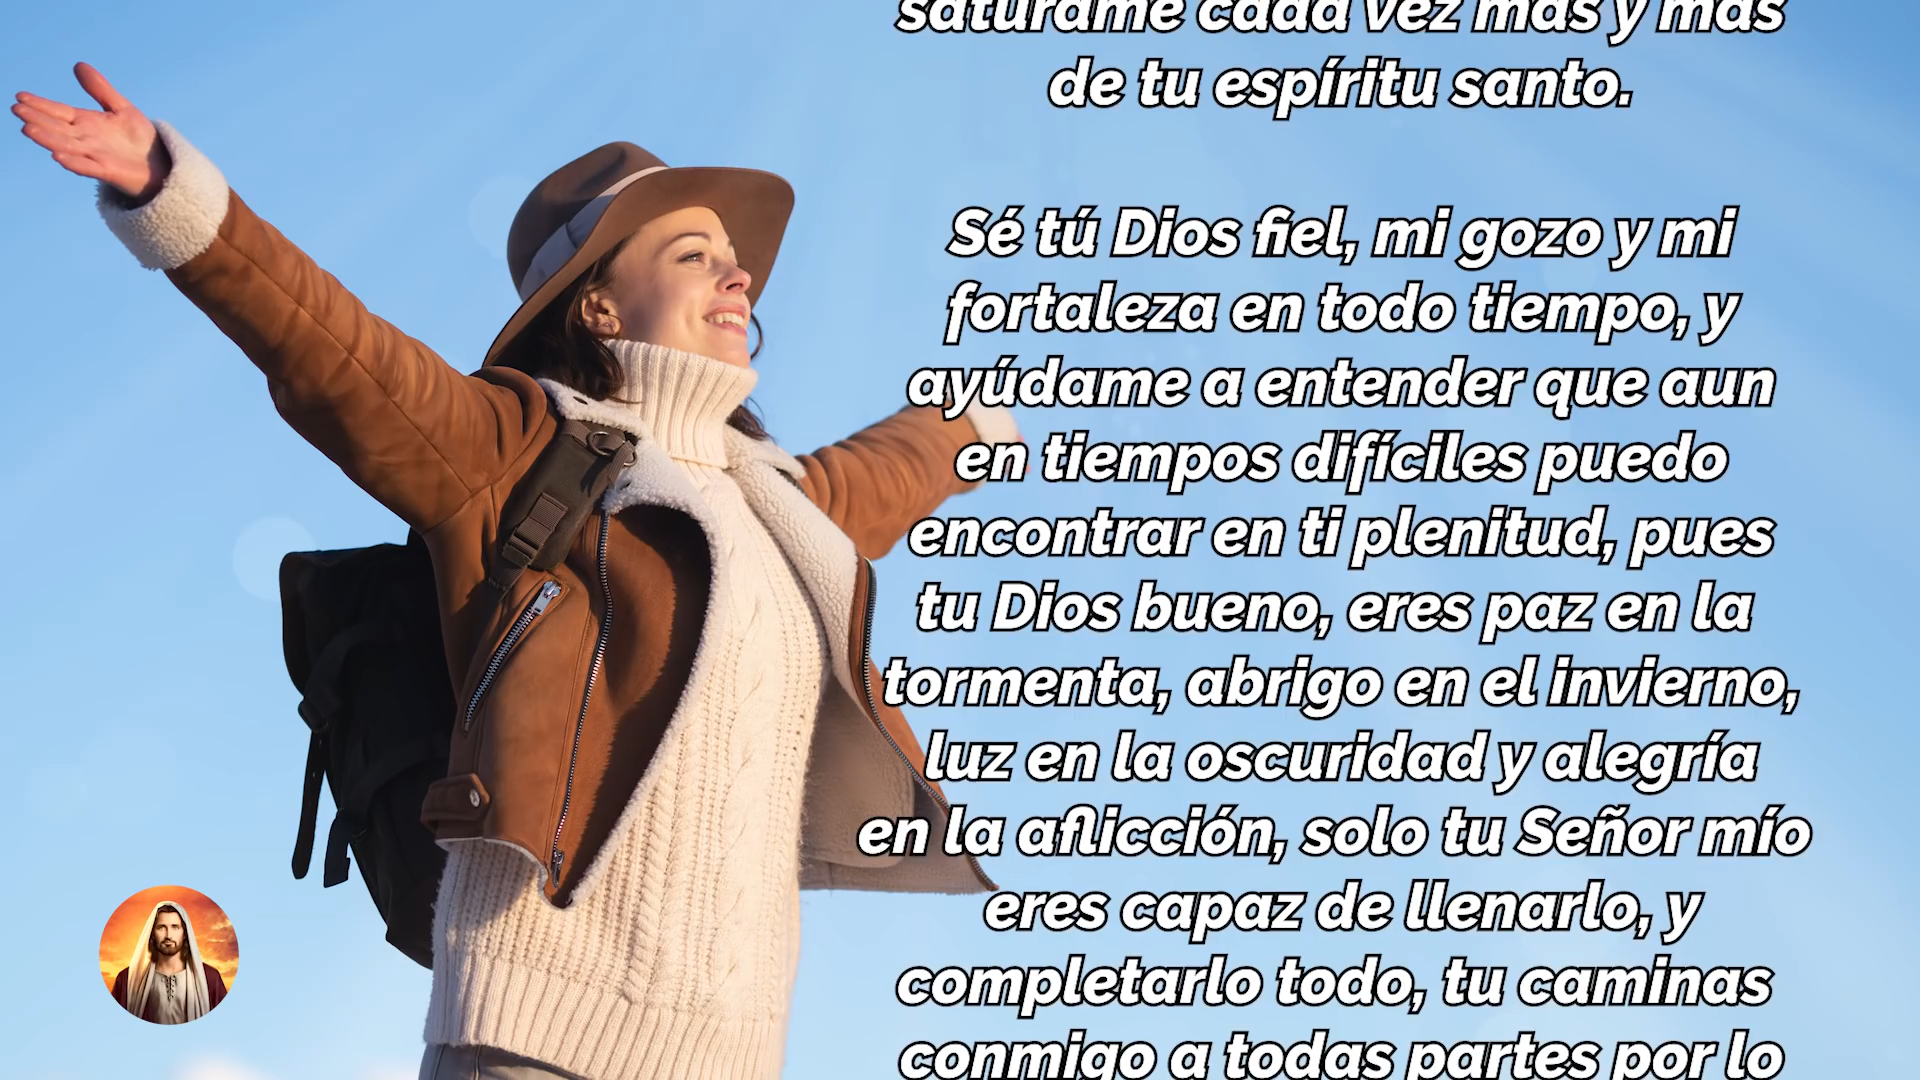 satúrame cada vez más y más
de tu espíritu santo.
Sé tú Dios fiel, mi gozo y mi
fortaleza en todo tiempo, y
ayúdame a entender que aun
en tiempos difíciles puedo
encontrar en ti plenitud, pues
tu Dios bueno, eres paz en la
tormenta, abrigo en el invierno,
luz en la oscuridad y alegría
en la aflicción, solo tu Señor mío
eres capaz de llenarlo, y
completarlo todo, tu caminas
conmigo a todas partes por lo